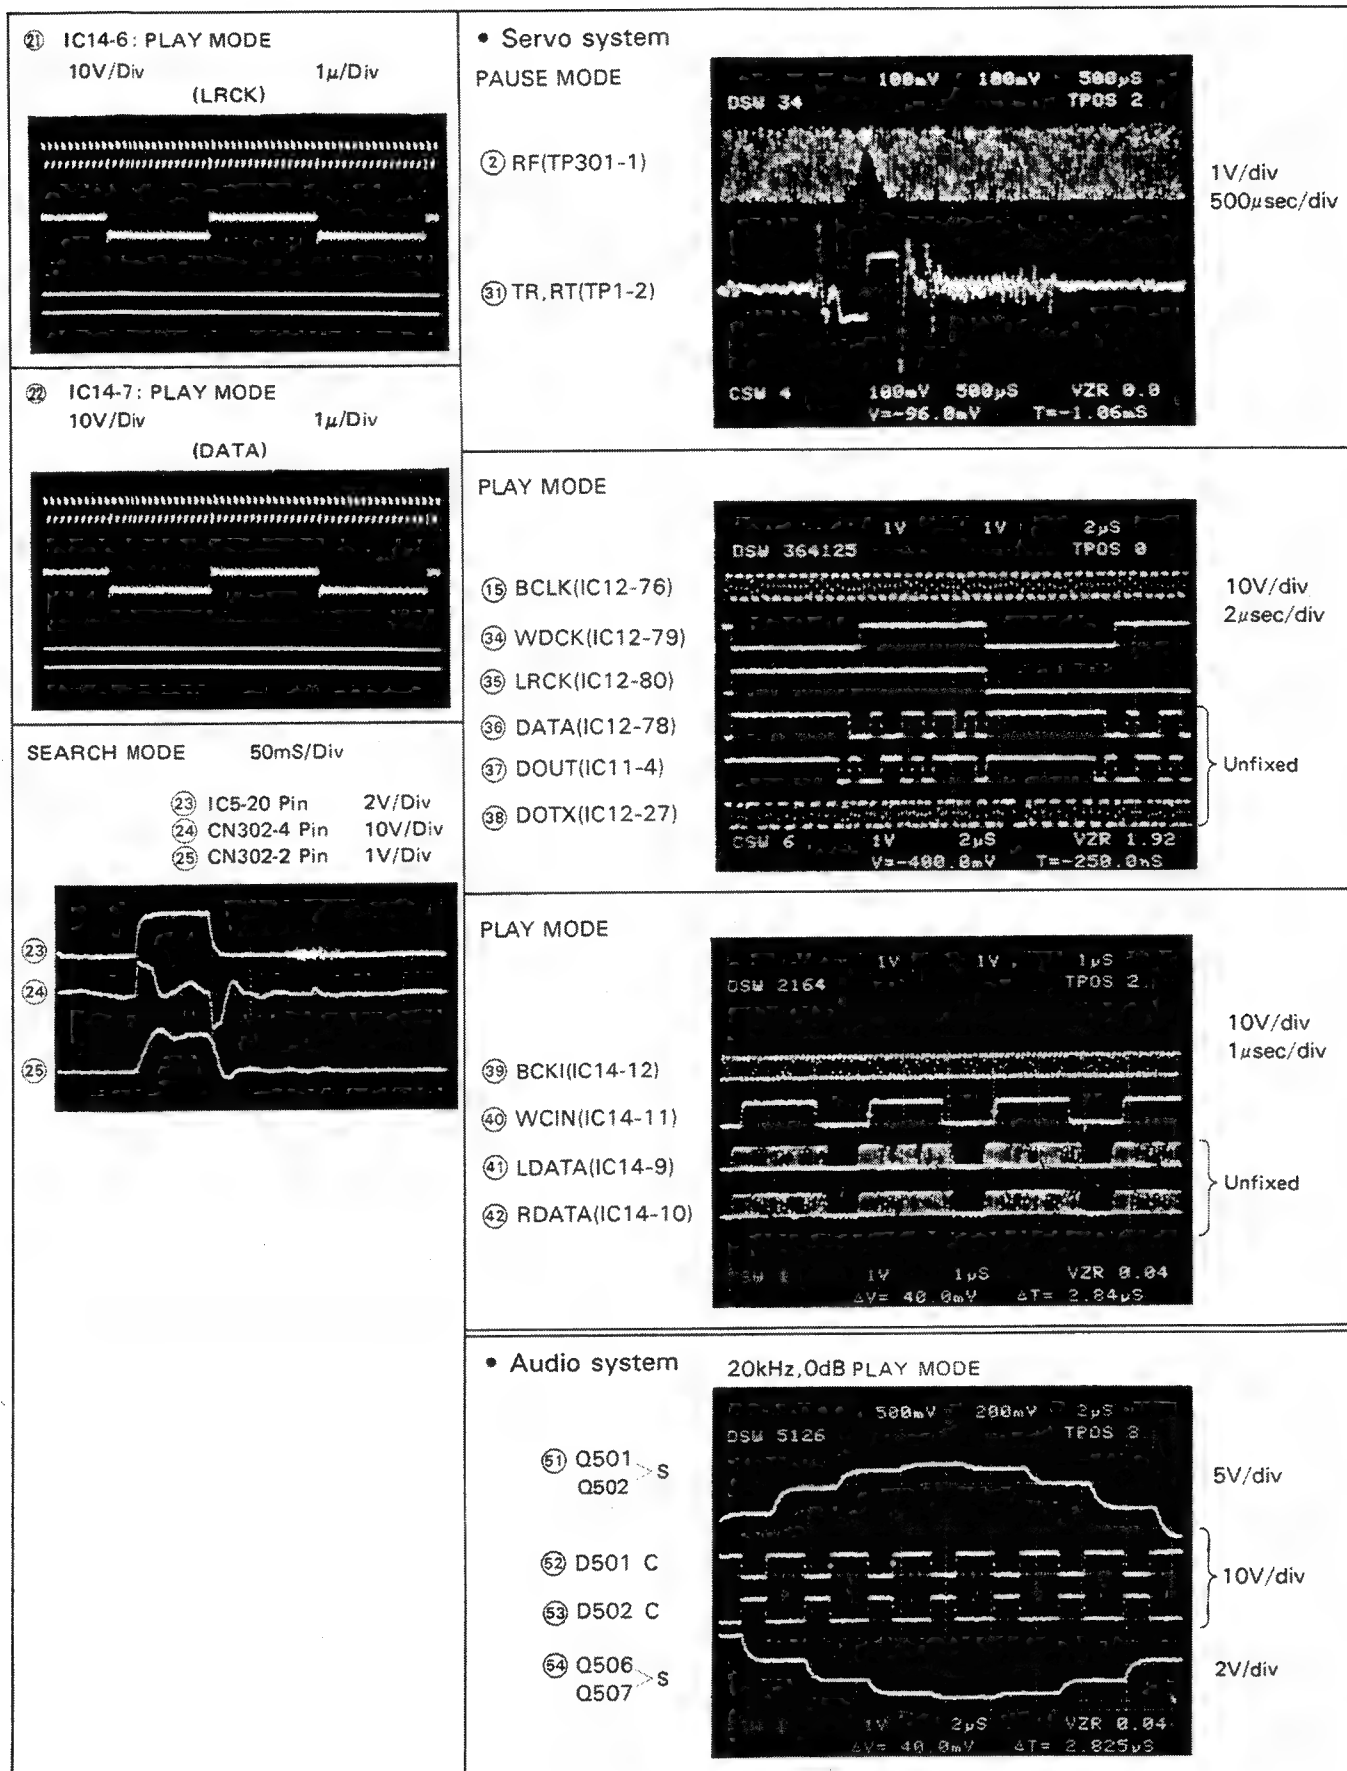 ㉑ IC14-6: PLAY MODE
10V/Div 1μ/Div
(LRCK)
㉒ IC14-7: PLAY MODE
10V/Div 1μ/Div
(DATA)
SEARCH MODE 50mS/Div
㉓ IC5-20 Pin 2V/Div
㉔ CN302-4 Pin 10V/Div
㉕ CN302-2 Pin 1V/Div
㉓
㉔
㉕
• Servo system
PAUSE MODE
100mV 100mV 500μS
DSW 34 TPOS 2
② RF(TP301-1)
1V/div
500μsec/div
㉛ TR,RT(TP1-2)
CSW 4 100mV 500μS VZR 0.0
V=-96.0mV T=-1.06mS
PLAY MODE
1V 1V 2μS
DSW 364125 TPOS 0
⑮ BCLK(IC12-76)
10V/div
2μsec/div
㉞ WDCK(IC12-79)
㉟ LRCK(IC12-80)
㊱ DATA(IC12-78)
㊲ DOUT(IC11-4)
Unfixed
㊳ DOTX(IC12-27)
CSW 6 1V 2μS VZR 1.92
V=-400.0mV T=-250.0nS
PLAY MODE
1V 1V 1μS
DSW 2164 TPOS 2
10V/div
1μsec/div
㊴ BCKI(IC14-12)
㊵ WCIN(IC14-11)
㊶ LDATA(IC14-9)
Unfixed
㊷ RDATA(IC14-10)
1V 1μS VZR 0.04
ΔV= 40.0mV ΔT= 2.84μS
• Audio system 20kHz,0dB PLAY MODE
500mV 200mV 2μS
DSW 5126 TPOS 3
(51) Q501
Q502 > S
5V/div
(52) D501 C
10V/div
(53) D502 C
(54) Q506
Q507 > S
2V/div
1V 2μS VZR 0.04
ΔV= 40.0mV ΔT= 2.825μS